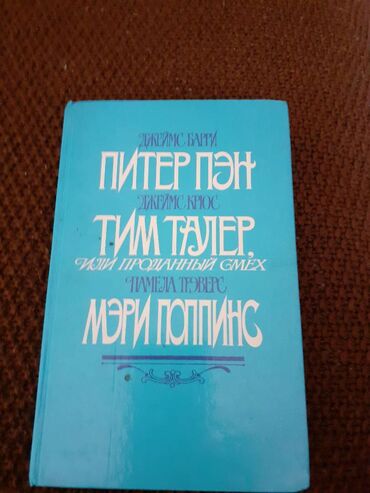 ДЖЕЙМС БАРРИ
ПИТЕР ПЭН
ДЖЕЙМС КРЮС
ТИМ ТАЛЕР,
ИЛИ ПРОДАННЫЙ СМЕХ
ПАМЕЛА ТРЭВЕРС
МЭРИ ПОППИНС